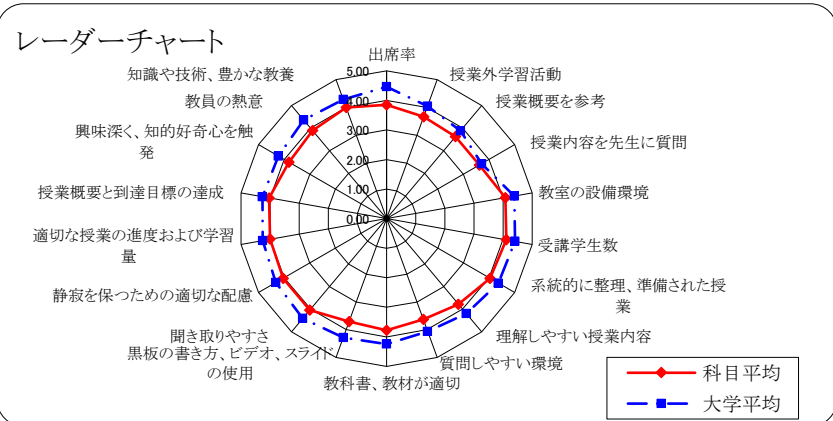 レーダーチャート
出席率
授業外学習活動
授業概要を参考
授業内容を先生に質問
教室の設備環境
受講学生数
系統的に整理、準備された授
業
理解しやすい授業内容
質問しやすい環境
教科書、教材が適切
黒板の書き方、ビデオ、スライド
の使用
聞き取りやすさ
静寂を保つための適切な配慮
適切な授業の進度および学習
量
授業概要と到達目標の達成
興味深く、知的好奇心を触
発
教員の熱意
知識や技術、豊かな教養
5.00
4.00
3.00
2.00
1.00
0.00
科目平均
大学平均